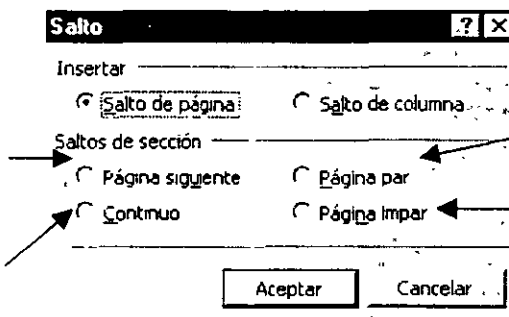 Salto
Insertar
Salto de página
Salto de columna
Saltos de sección
Página siguiente
Página par
Continuo
Página Impar
Aceptar
Cancelar